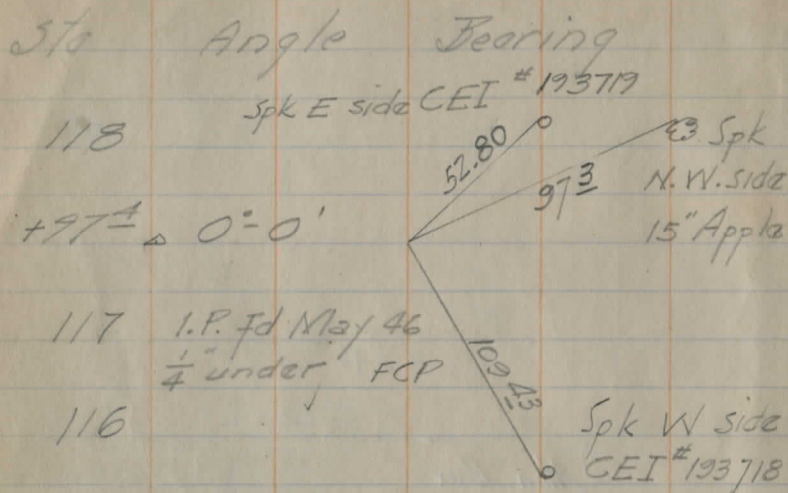 Sta Angle Bearing
Spk E side CEI #193719
118
52.80
97 3
Spk
N.W. side
15" Apple
+97 4 △ 0°-0'
117 I.P. Fd May 46
1/4" under FCP
109 43
116
Spk W side
CEI #193718